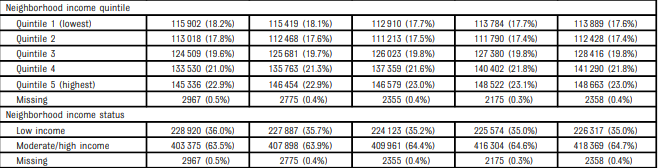 Neighborhood income quintile
Quintile 1 (lowest) 115 902 (18.2%) 115 419 (18.1%) 112 910 (17.7%) 113 784 (17.7%) 113 889 (17.6%)
Quintile 2 113 018 (17.8%) 112 468 (17.6%) 111 213 (17.5%) 111 790 (17.4%) 112 428 (17.4%)
Quintile 3 124 509 (19.6%) 125 681 (19.7%) 126 023 (19.8%) 127 380 (19.8%) 128 416 (19.8%)
Quintile 4 133 530 (21.0%) 135 763 (21.3%) 137 359 (21.6%) 140 402 (21.8%) 141 290 (21.8%)
Quintile 5 (highest) 145 336 (22.9%) 146 454 (22.9%) 146 579 (23.0%) 148 522 (23.1%) 148 663 (23.0%)
Missing 2967 (0.5%) 2775 (0.4%) 2355 (0.4%) 2175 (0.3%) 2358 (0.4%)
Neighborhood income status
Low income 228 920 (36.0%) 227 887 (35.7%) 224 123 (35.2%) 225 574 (35.0%) 226 317 (35.0%)
Moderate/high income 403 375 (63.5%) 407 898 (63.9%) 409 961 (64.4%) 416 304 (64.6%) 418 369 (64.7%)
Missing 2967 (0.5%) 2775 (0.4%) 2355 (0.4%) 2175 (0.3%) 2358 (0.4%)